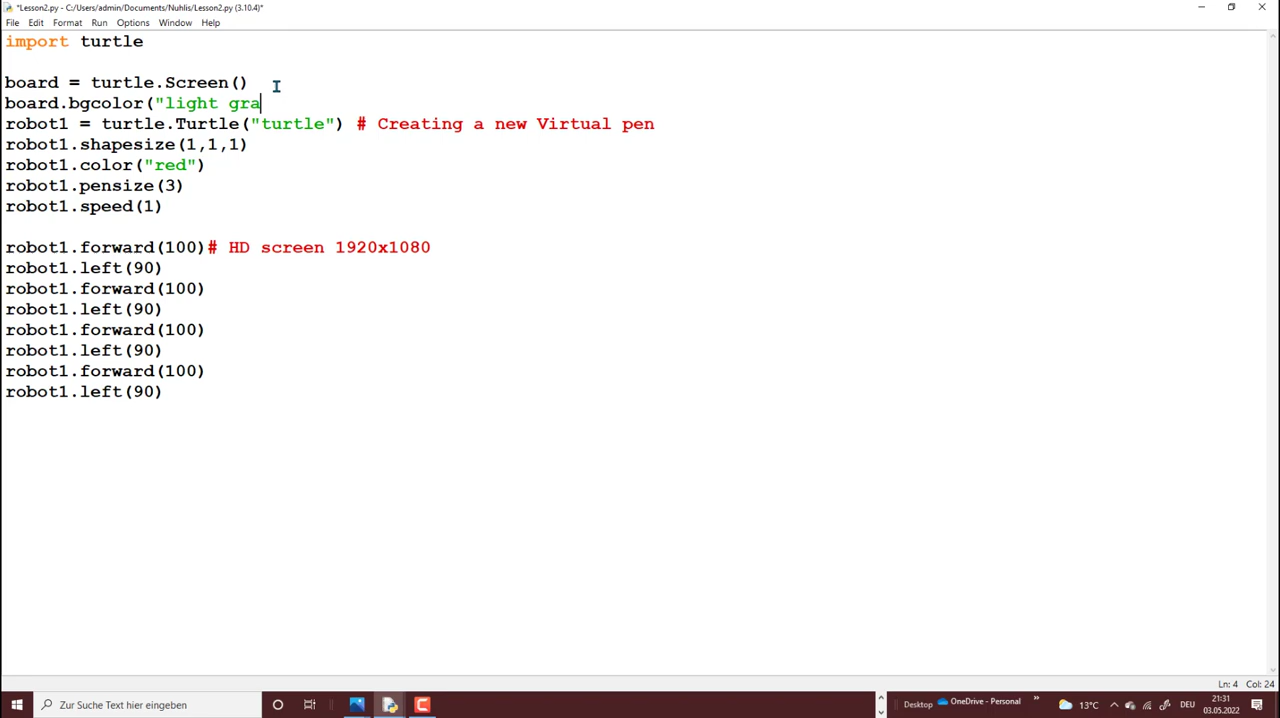 *Lesson2.py - C:/Users/admin/Documents/Nuhlis/Lesson2.py (3.10.4)*
File Edit Format Run Options Window Help
import turtle
board = turtle.Screen()
board.bgcolor("light gra
robot1 = turtle.Turtle("turtle") # Creating a new Virtual pen
robot1.shapesize(1,1,1)
robot1.color("red")
robot1.pensize(3)
robot1.speed(1)
robot1.forward(100)# HD screen 1920x1080
robot1.left(90)
robot1.forward(100)
robot1.left(90)
robot1.forward(100)
robot1.left(90)
robot1.forward(100)
robot1.left(90)
Ln: 4 Col: 24
Zur Suche Text hier eingeben
Desktop
OneDrive - Personal
13°C
DEU
21:31
03.05.2022